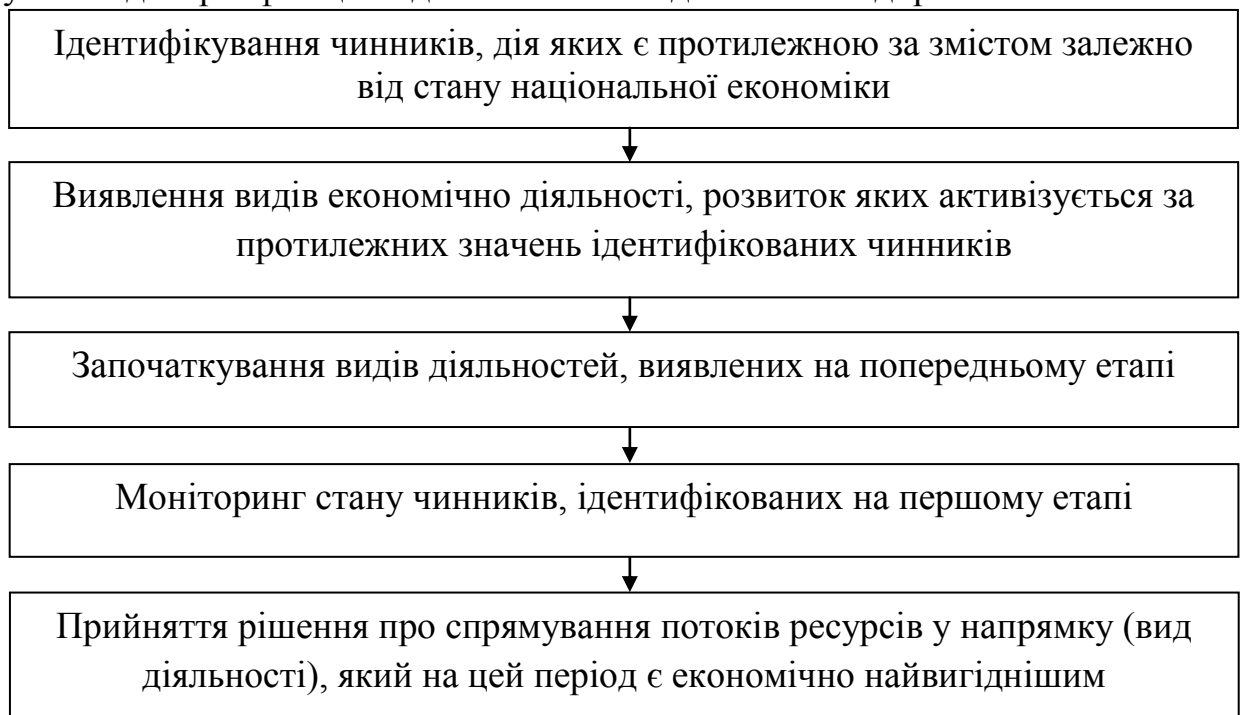 Ідентифікування чинників, дія яких є протилежною за змістом залежно
від стану національної економіки
Виявлення видів економічно діяльності, розвиток яких активізується за
протилежних значень ідентифікованих чинників
Започаткування видів діяльностей, виявлених на попередньому етапі
Моніторинг стану чинників, ідентифікованих на першому етапі
Прийняття рішення про спрямування потоків ресурсів у напрямку (вид
діяльності), який на цей період є економічно найвигіднішим